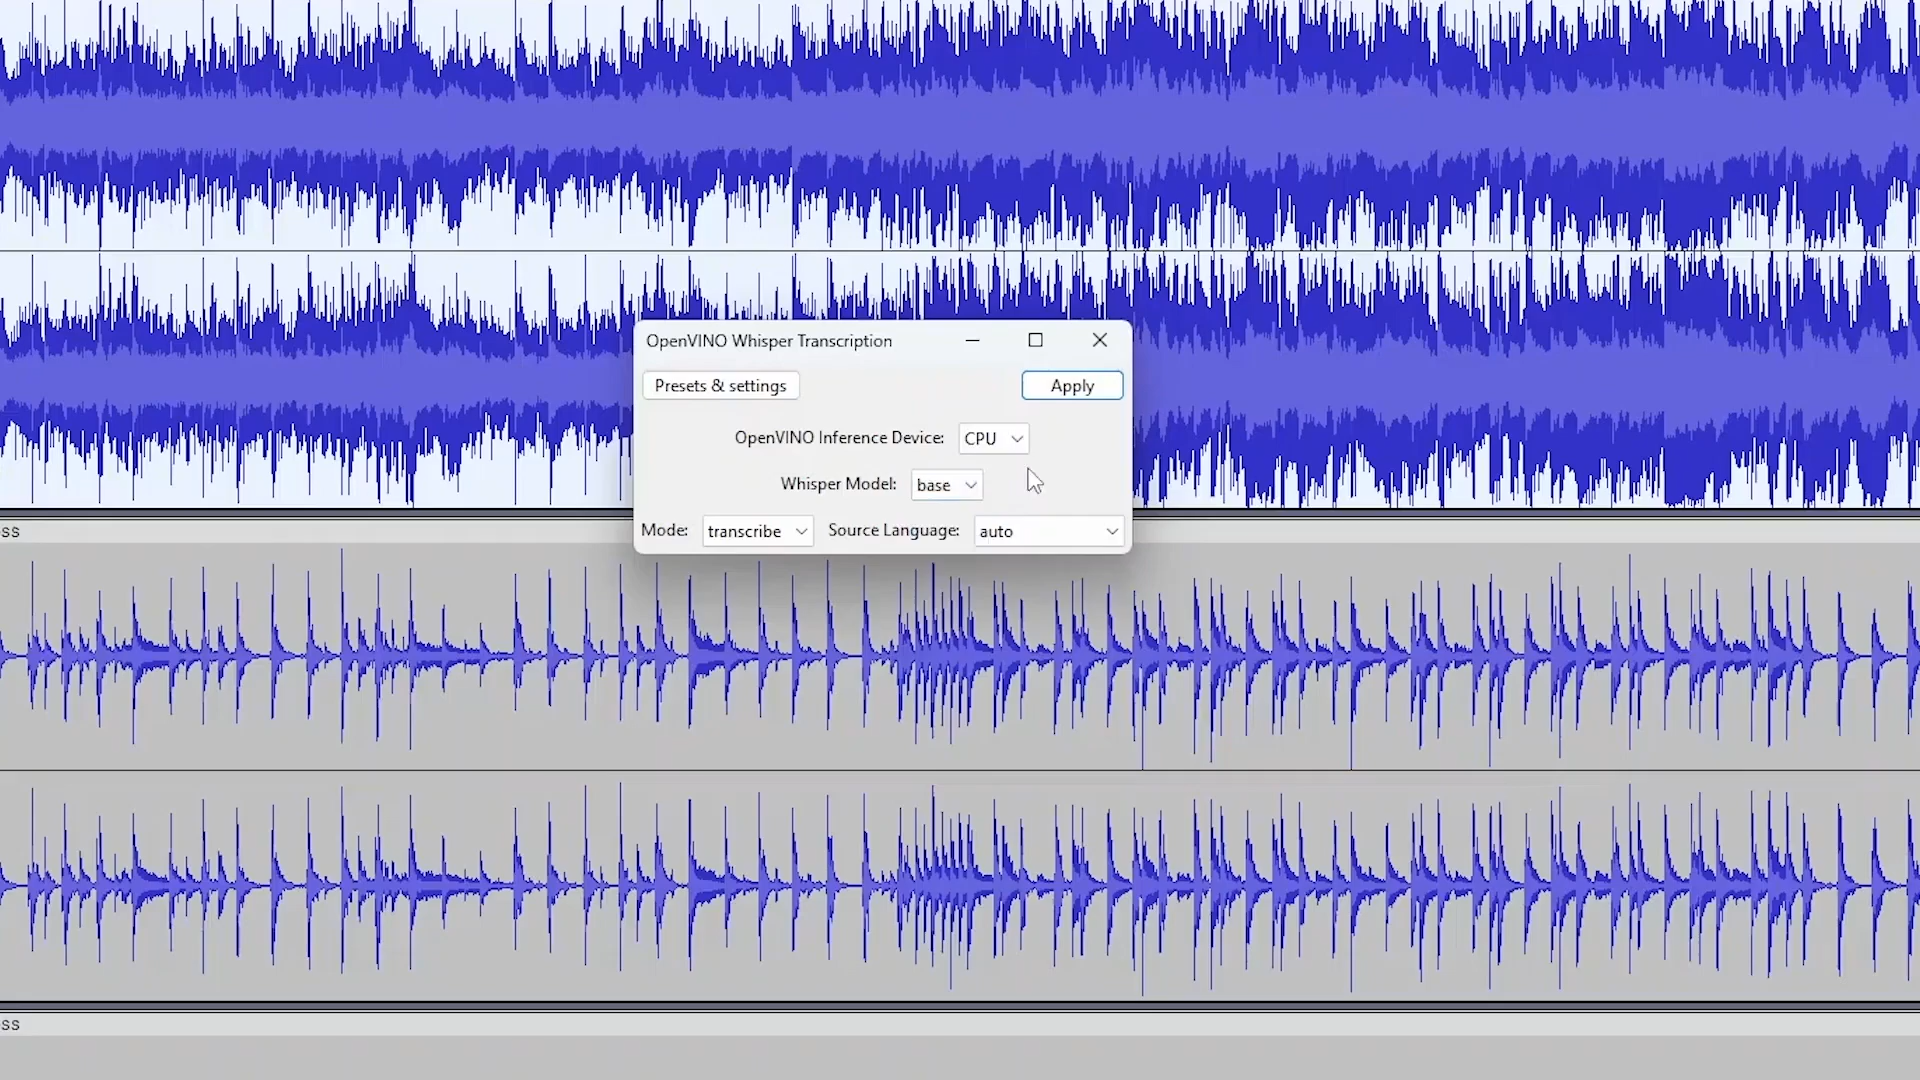 OpenVINO Whisper Transcription
Presets & settings
Apply
OpenVINO Inference Device: CPU
Whisper Model: base
Mode: transcribe Source Language: auto
ss
ss